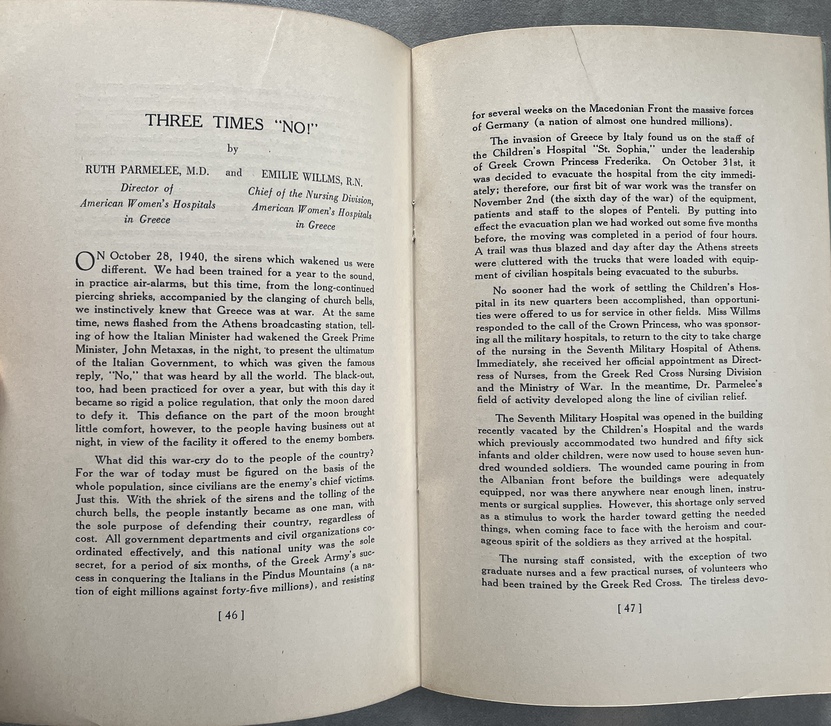 THREE TIMES "NO!"
by
RUTH PARMELEE, M.D.
Director of
American Women's Hospitals
in Greece
and
EMILIE WILLMS, R.N.
Chief of the Nursing Division,
American Women's Hospitals
in Greece
ON October 28, 1940, the sirens which wakened us were
different. We had been trained for a year to the sound,
in practice air-alarms, but this time, from the long-continued
piercing shrieks, accompanied by the clanging of church bells,
we instinctively knew that Greece was at war. At the same
time, news flashed from the Athens broadcasting station, tell-
ing of how the Italian Minister had wakened the Greek Prime
Minister, John Metaxas, in the night, to present the ultimatum
of the Italian Government, to which was given the famous
reply, "No," that was heard by all the world. The black-out,
too, had been practiced for over a year, but with this day it
became so rigid a police regulation, that only the moon dared
to defy it. This defiance on the part of the moon brought
little comfort, however, to the people having business out at
night, in view of the facility it offered to the enemy bombers.
What did this war-cry do to the people of the country?
For the war of today must be figured on the basis of the
whole population, since civilians are the enemy's chief victims.
Just this. With the shriek of the sirens and the tolling of the
church bells, the people instantly became as one man, with
the sole purpose of defending their country, regardless of
cost. All government departments and civil organizations co-
ordinated effectively, and this national unity was the sole
secret, for a period of six months, of the Greek Army's suc-
cess in conquering the Italians in the Pindus Mountains (a na-
tion of eight millions against forty-five millions), and resisting
[ 46 ]
for several weeks on the Macedonian Front the massive forces
of Germany (a nation of almost one hundred millions).
The invasion of Greece by Italy found us on the staff of
the Children's Hospital "St. Sophia," under the leadership
of Greek Crown Princess Frederika. On October 31st, it
was decided to evacuate the hospital from the city immedi-
ately; therefore, our first bit of war work was the transfer on
November 2nd (the sixth day of the war) of the equipment,
patients and staff to the slopes of Penteli. By putting into
effect the evacuation plan we had worked out some five months
before, the moving was completed in a period of four hours.
A trail was thus blazed and day after day the Athens streets
were cluttered with the trucks that were loaded with equip-
ment of civilian hospitals being evacuated to the suburbs.
No sooner had the work of settling the Children's Hos-
pital in its new quarters been accomplished, than opportuni-
ties were offered to us for service in other fields. Miss Willms
responded to the call of the Crown Princess, who was sponsor-
ing all the military hospitals, to return to the city to take charge
of the nursing in the Seventh Military Hospital of Athens.
Immediately, she received her official appointment as Direct-
ress of Nurses, from the Greek Red Cross Nursing Division
and the Ministry of War. In the meantime, Dr. Parmelee's
field of activity developed along the line of civilian relief.
The Seventh Military Hospital was opened in the building
recently vacated by the Children's Hospital and the wards
which previously accommodated two hundred and fifty sick
infants and older children, were now used to house seven hun-
dred wounded soldiers. The wounded came pouring in from
the Albanian front before the buildings were adequately
equipped, nor was there anywhere near enough linen, instru-
ments or surgical supplies. However, this shortage only served
as a stimulus to work the harder toward getting the needed
things, when coming face to face with the heroism and cour-
ageous spirit of the soldiers as they arrived at the hospital.
The nursing staff consisted, with the exception of two
graduate nurses and a few practical nurses, of volunteers who
had been trained by the Greek Red Cross. The tireless devo-
[ 47 ]